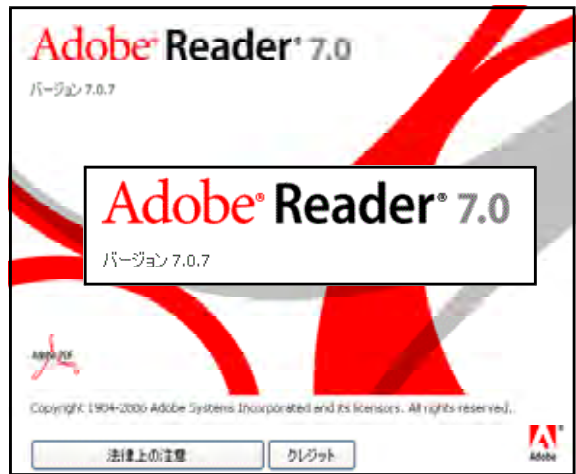 Adobe® Reader® 7.0
バージョン 7.0.7
Adobe® Reader® 7.0
バージョン 7.0.7
Adobe PDF
Copyright 1984-2006 Adobe Systems Incorporated and its licensors. All rights reserved.
法律上の注意
クレジット
Adobe